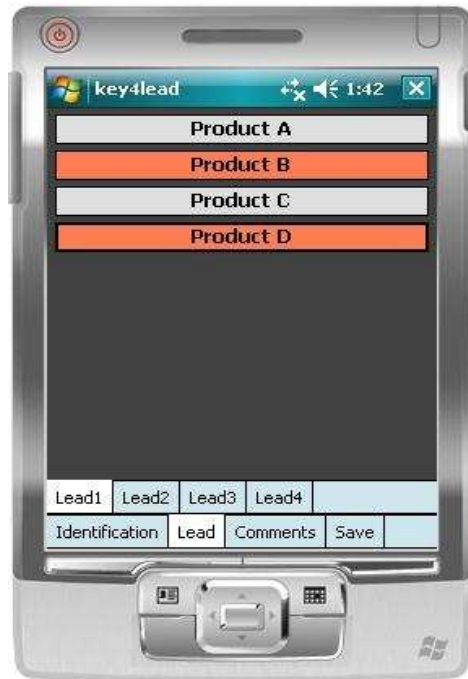 key4lead 1:42
Product A
Product B
Product C
Product D
Lead1 Lead2 Lead3 Lead4
Identification Lead Comments Save